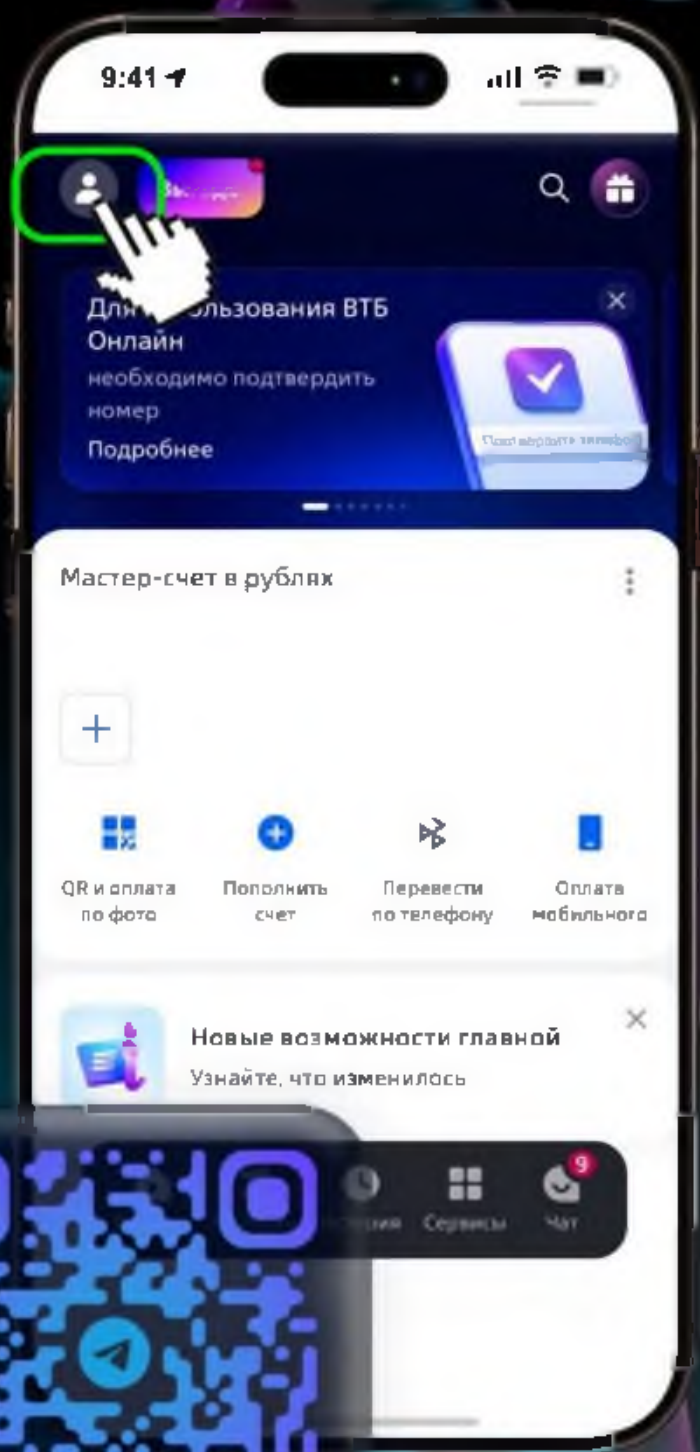 9:41
Для
льзования ВТБ
Онлайн
необходимо подтвердить
номер
Подробнее
Мастер-счет в рублях
QR и оплата
по фото
Пополнить
счет
Перевести
по телефону
Оплата
мобильного
Новые возможности главной
Узнайте, что изменилось
9
Сервисы
Чат